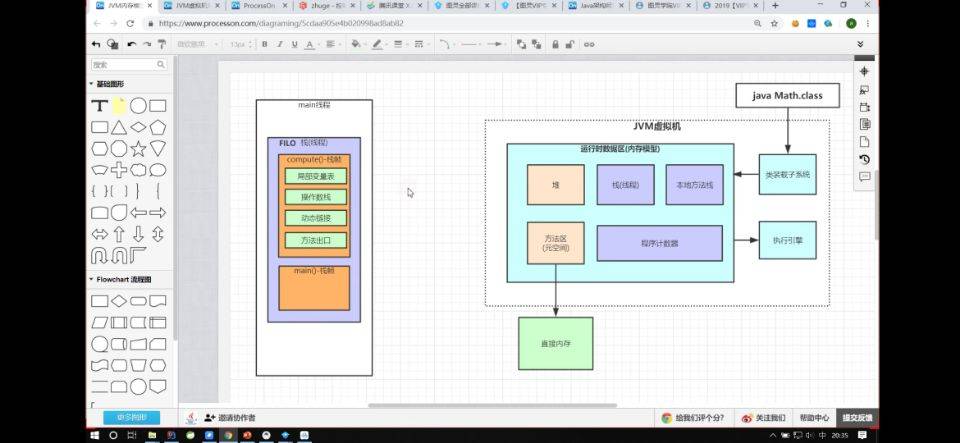 JVM内存模
JVM虚拟机
ProcessOn
zhuge - 投
腾讯课堂 X
图灵全部课
【图灵VIP
Java架构师
图灵学院VI
2019【VIP
https://www.processon.com/diagraming/5cdaa905e4b020998ad8ab82
微软雅黑
13px
搜索
基础图形
Flowchart 流程图
更多图形
main线程
FILO 栈(线程)
compute()-栈帧
局部变量表
操作数栈
动态链接
方法出口
main()-栈帧
java Math.class
JVM虚拟机
运行时数据区(内存模型)
堆
栈(线程)
本地方法栈
类装载子系统
方法区
(元空间)
程序计数器
执行引擎
直接内存
邀请协作者
给我们评个分?
关注我们
帮助中心
提交反馈
中
20:35